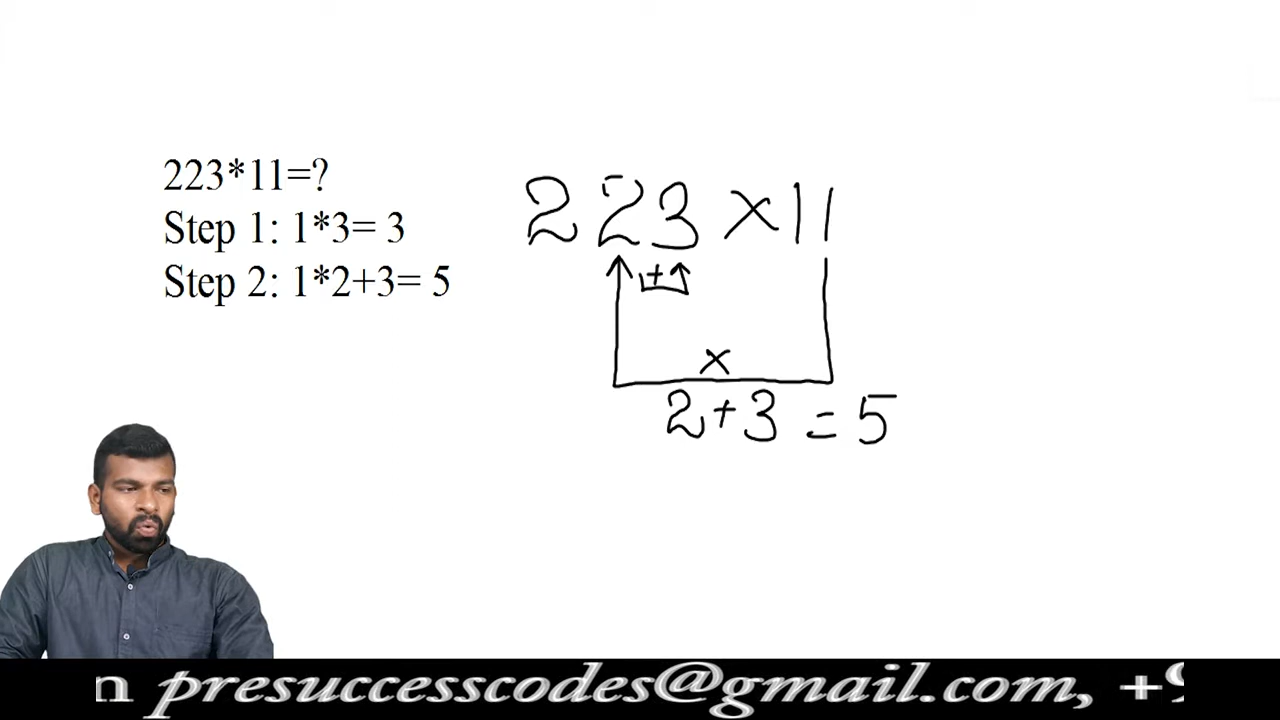 223*11=?
Step 1: 1*3= 3
Step 2: 1*2+3= 5
223 ×11
+
×
2+3 = 5
n presuccesscodes@gmail.com, +9